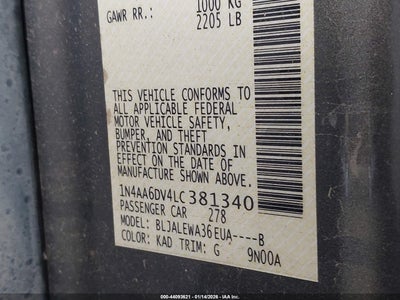 1000 KG
GAWR RR.: 2205 LB
THIS VEHICLE CONFORMS TO
ALL APPLICABLE FEDERAL
MOTOR VEHICLE SAFETY,
BUMPER, AND THEFT
PREVENTION STANDARDS
IN EFFECT ON THE DATE OF
MANUFACTURE SHOWN ABOVE.
1N4AA6DV4LC381340
PASSENGER CAR 278
MODEL: BLJALEWA36EUA----B
COLOR: KAD TRIM: G 9N00A
000-44093621 - 01/14/2026 - IAAI.COM